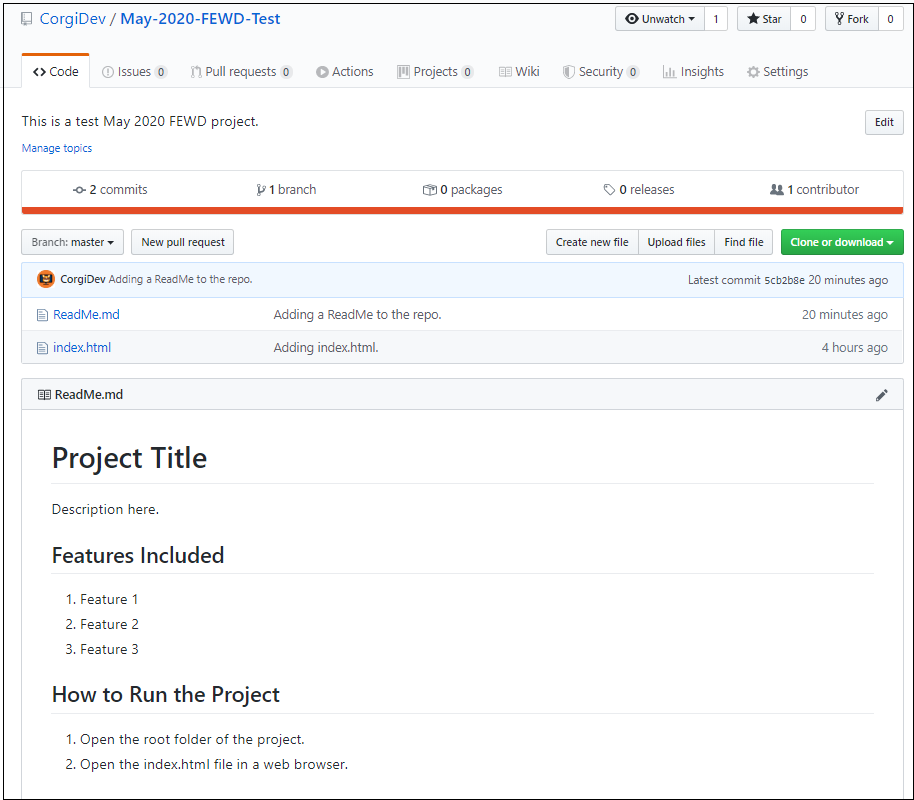 CorgiDev / May-2020-FEWD-Test Unwatch 1 Star 0 Fork 0
Code Issues 0 Pull requests 0 Actions Projects 0 Wiki Security 0 Insights Settings
This is a test May 2020 FEWD project. Edit
Manage topics
2 commits 1 branch 0 packages 0 releases 1 contributor
Branch: master New pull request Create new file Upload files Find file Clone or download
CorgiDev Adding a ReadMe to the repo. Latest commit 5cb2b8e 20 minutes ago
ReadMe.md Adding a ReadMe to the repo. 20 minutes ago
index.html Adding index.html. 4 hours ago
ReadMe.md
Project Title
Description here.
Features Included
1. Feature 1
2. Feature 2
3. Feature 3
How to Run the Project
1. Open the root folder of the project.
2. Open the index.html file in a web browser.